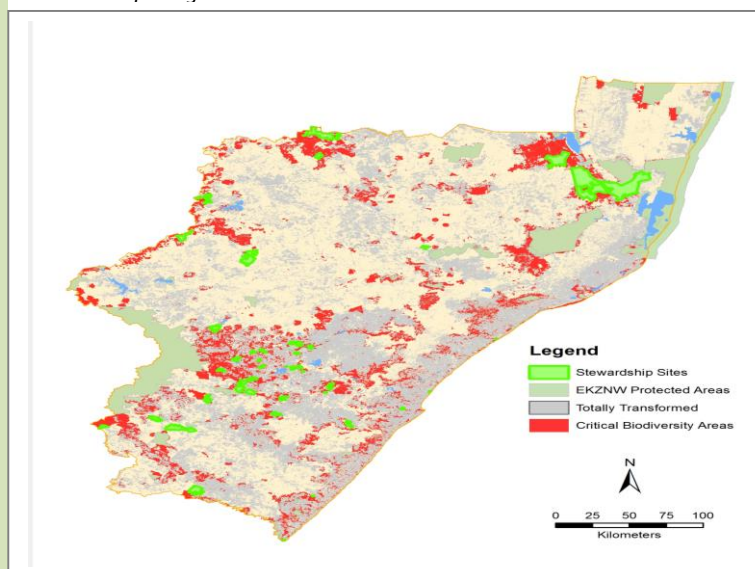 Legend
Stewardship Sites
EKZNW Protected Areas
Totally Transformed
Critical Biodiversity Areas
N
0 25 50 75 100
Kilometers